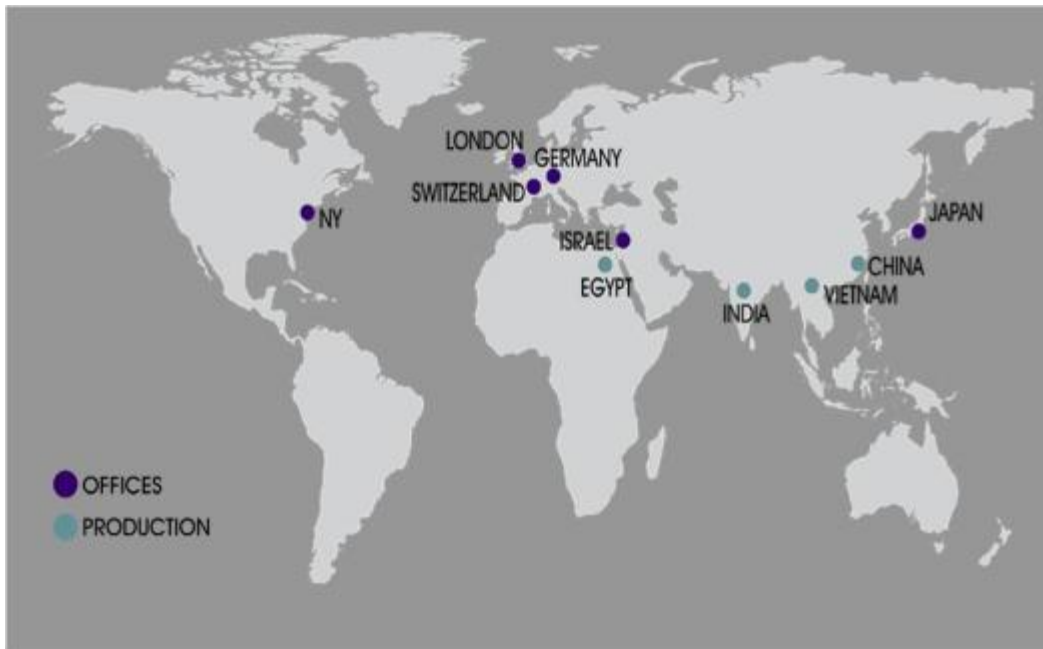 LONDON
GERMANY
SWITZERLAND
NY
JAPAN
ISRAEL
CHINA
EGYPT
VIETNAM
INDIA
OFFICES
PRODUCTION